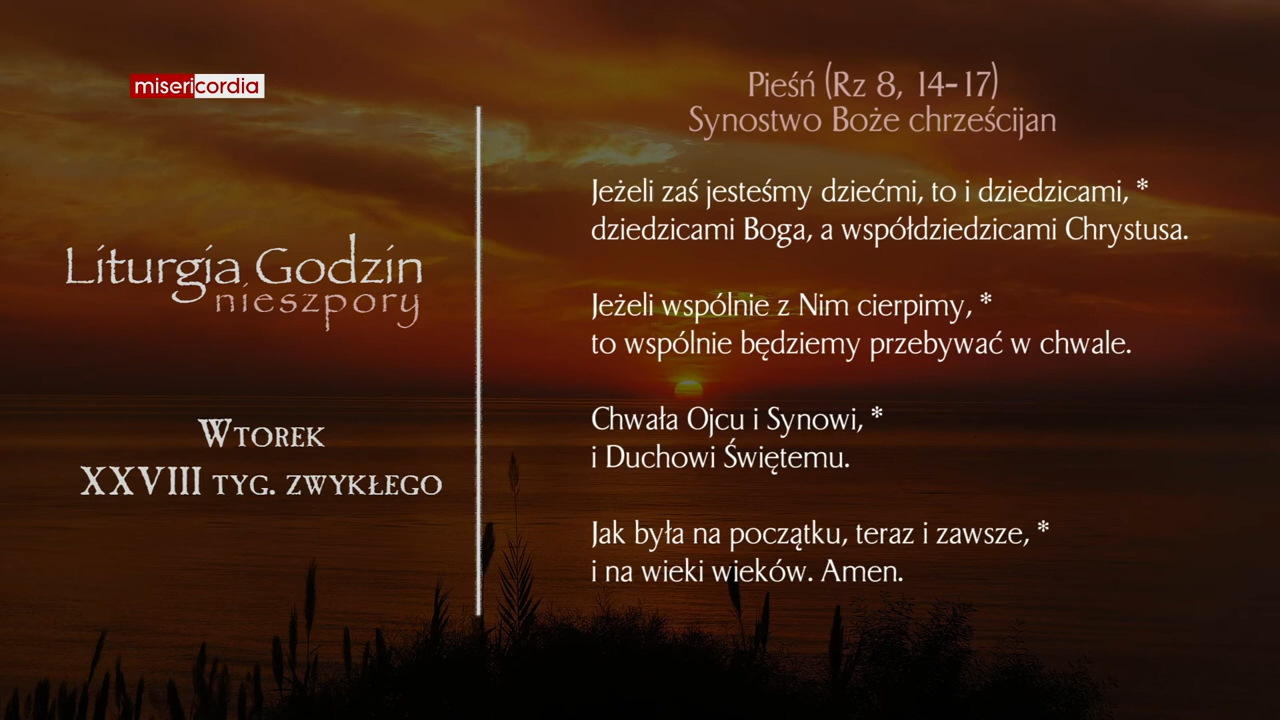 misericordia
Liturgia Godzin
nieszpory
Wtorek
XXVIII tyg. zwykłego
Pieśń (Rz 8, 14-17)
Synostwo Boże chrześcijan
Jeżeli zaś jesteśmy dziećmi, to i dziedzicami, *
dziedzicami Boga, a współdziedzicami Chrystusa.
Jeżeli wspólnie z Nim cierpimy, *
to wspólnie będziemy przebywać w chwale.
Chwała Ojcu i Synowi, *
i Duchowi Świętemu.
Jak była na początku, teraz i zawsze, *
i na wieki wieków. Amen.